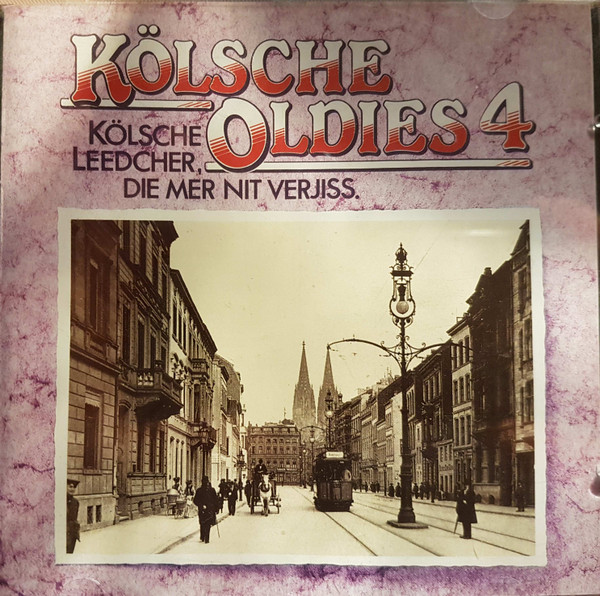 KÖLSCHE
OLDIES 4
KÖLSCHE
LEEDCHER,
DIE MER NIT VERJISS.